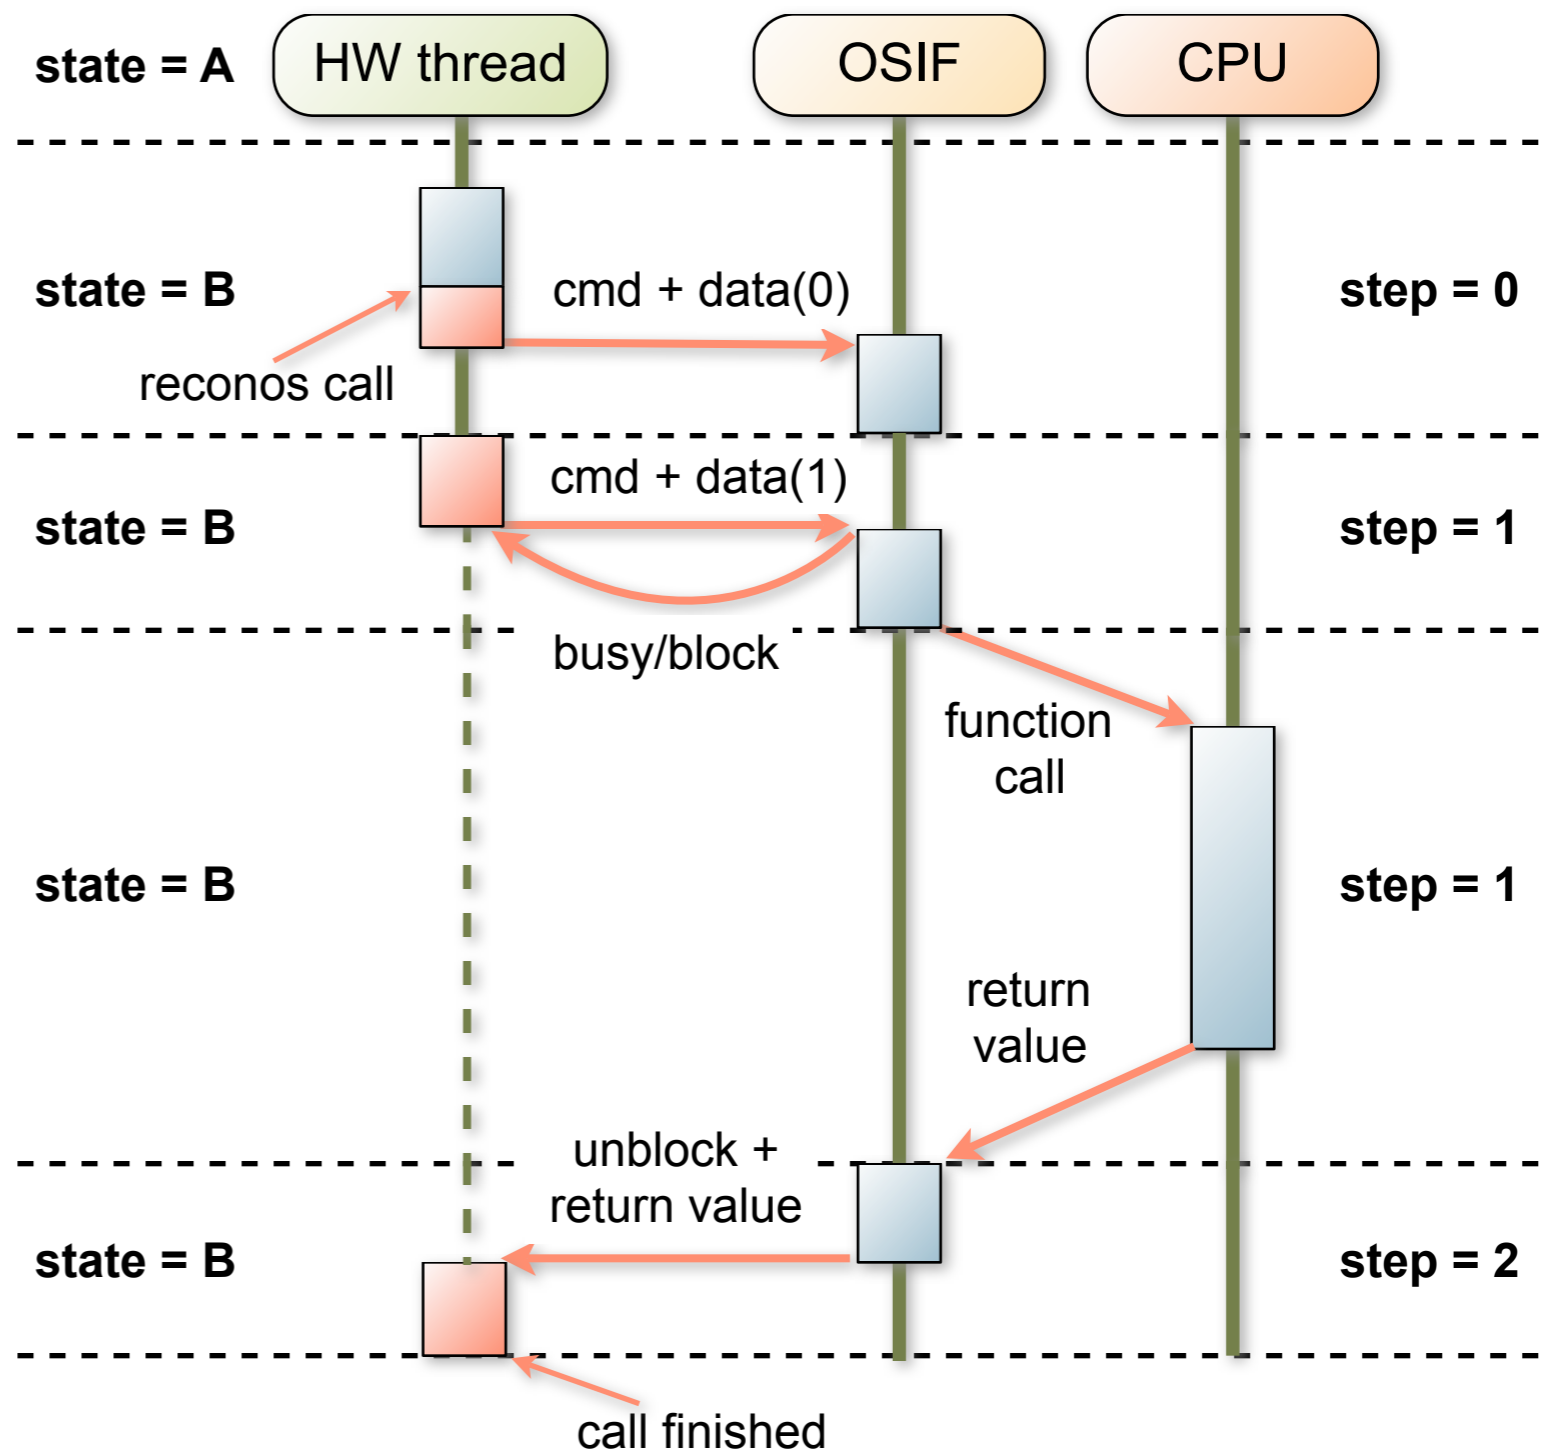 state = A
HW thread
OSIF
CPU
state = B
cmd + data(0)
step = 0
reconos call
cmd + data(1)
state = B
step = 1
busy/block
function
call
state = B
step = 1
return
value
unblock +
return value
state = B
step = 2
call finished